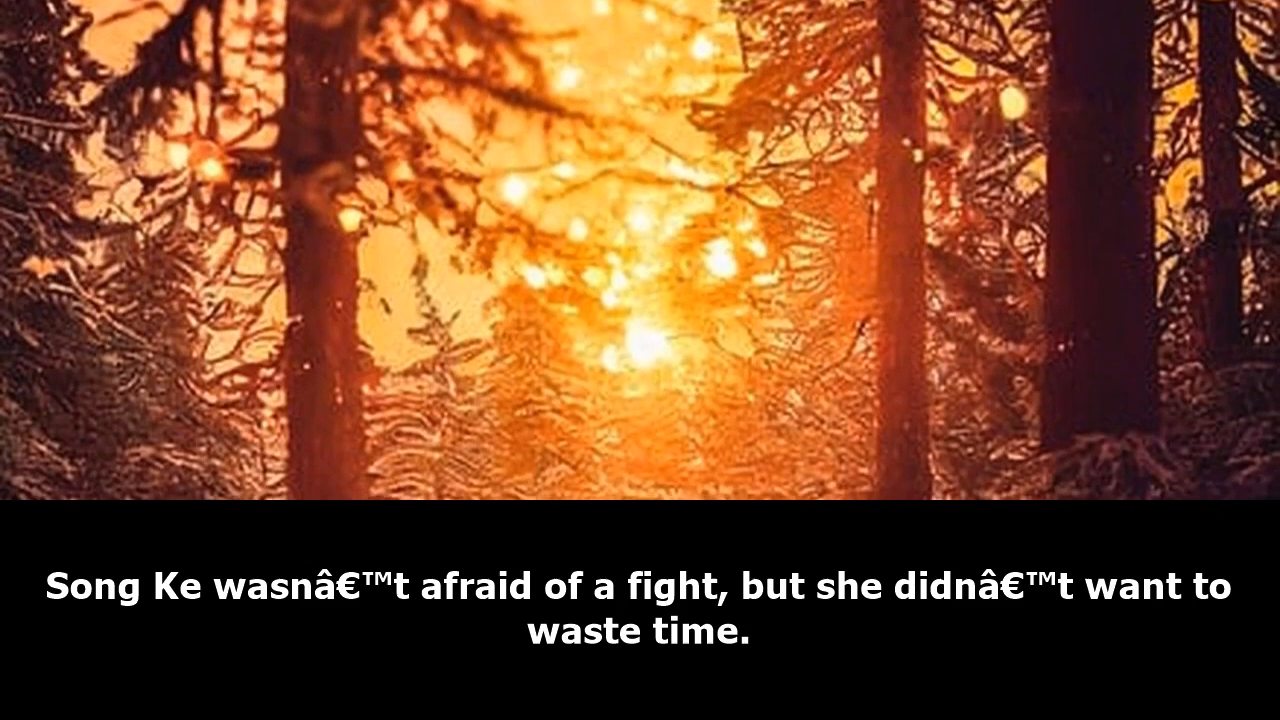 Song Ke wasnâ€™t afraid of a fight, but she didnâ€™t want to
waste time.